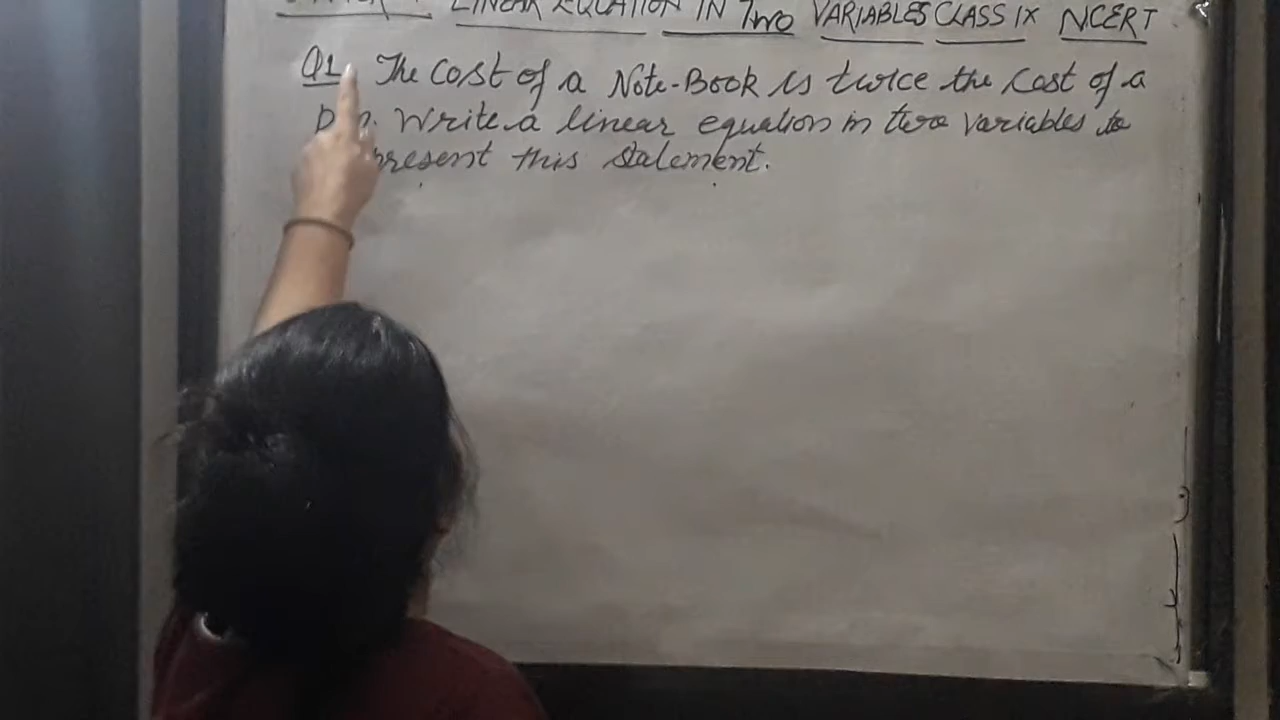 LINEAR EQUATION IN Two VARIABLES CLASS IX NCERT
Q1 The Cost of a Note-Book is twice the Cost of a
Write a linear equation in two variables to
this statement.